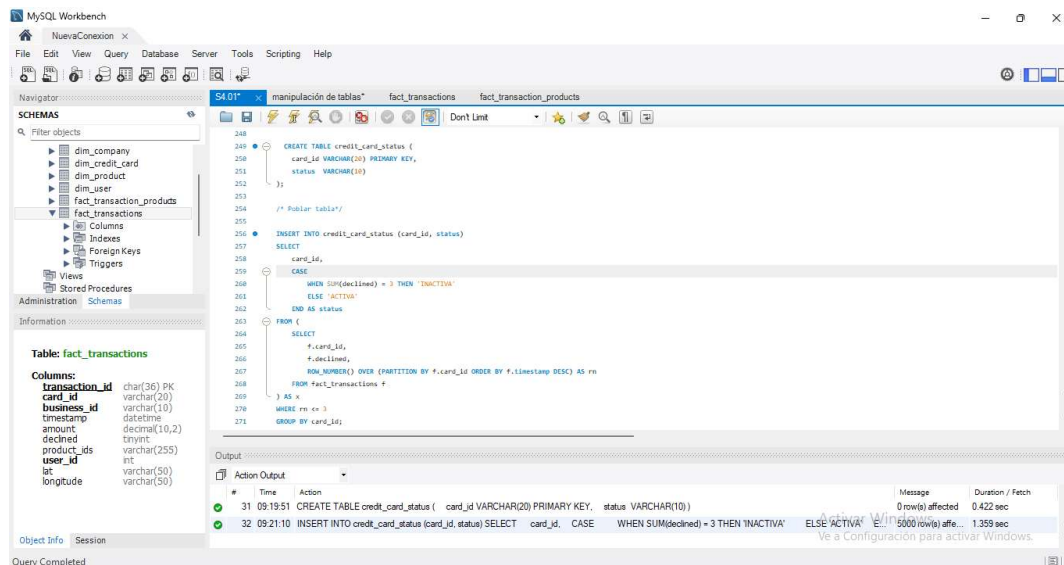 MySQL Workbench
NuevaConexion ×
File Edit View Query Database Server Tools Scripting Help
Navigator
SCHEMAS
Filter objects
dim_company
dim_credit_card
dim_product
dim_user
fact_transaction_products
fact_transactions
Columns
Indexes
Foreign Keys
Triggers
Views
Stored Procedures
Administration Schemas
Information
Table: fact_transactions
Columns:
transaction_id char(36) PK
card_id varchar(20)
business_id varchar(10)
timestamp datetime
amount decimal(10,2)
declined tinyint
product_ids varchar(255)
user_id int
lat varchar(50)
longitude varchar(50)
Object Info Session
Query Completed
S4.01* × manipulación de tablas* fact_transactions fact_transaction_products
Don't Limit
248
249 CREATE TABLE credit_card_status (
250 card_id VARCHAR(20) PRIMARY KEY,
251 status VARCHAR(10)
252 );
253
254 /* Poblar tabla*/
255
256 INSERT INTO credit_card_status (card_id, status)
257 SELECT
258 card_id,
259 CASE
260 WHEN SUM(declined) = 3 THEN 'INACTIVA'
261 ELSE 'ACTIVA'
262 END AS status
263 FROM (
264 SELECT
265 f.card_id,
266 f.declined,
267 ROW_NUMBER() OVER (PARTITION BY f.card_id ORDER BY f.timestamp DESC) AS rn
268 FROM fact_transactions f
269 ) AS x
270 WHERE rn <= 3
271 GROUP BY card_id;
Output
Action Output
# Time Action Message Duration / Fetch
31 09:19:51 CREATE TABLE credit_card_status ( card_id VARCHAR(20) PRIMARY KEY, status VARCHAR(10) ) 0 row(s) affected 0.422 sec
32 09:21:10 INSERT INTO credit_card_status (card_id, status) SELECT card_id, CASE WHEN SUM(declined) = 3 THEN 'INACTIVA' ELSE 'ACTIVA' E... 5000 row(s) affe... 1.359 sec
Activar Windows
Ve a Configuración para activar Windows.